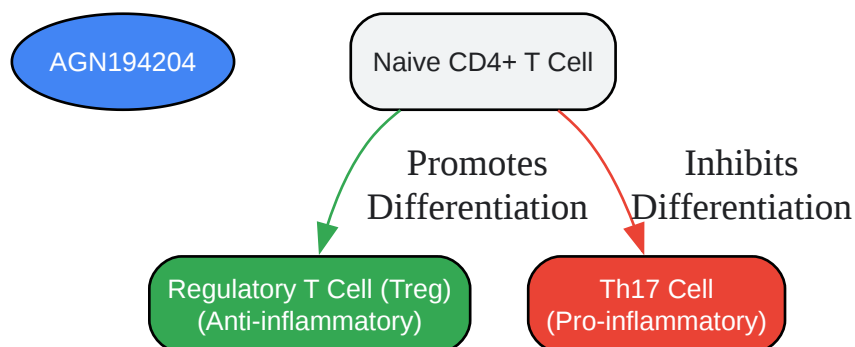 AGN194204
Naive CD4+ T Cell
Promotes
Differentiation
Inhibits
Differentiation
Regulatory T Cell (Treg)
(Anti-inflammatory)
Th17 Cell
(Pro-inflammatory)